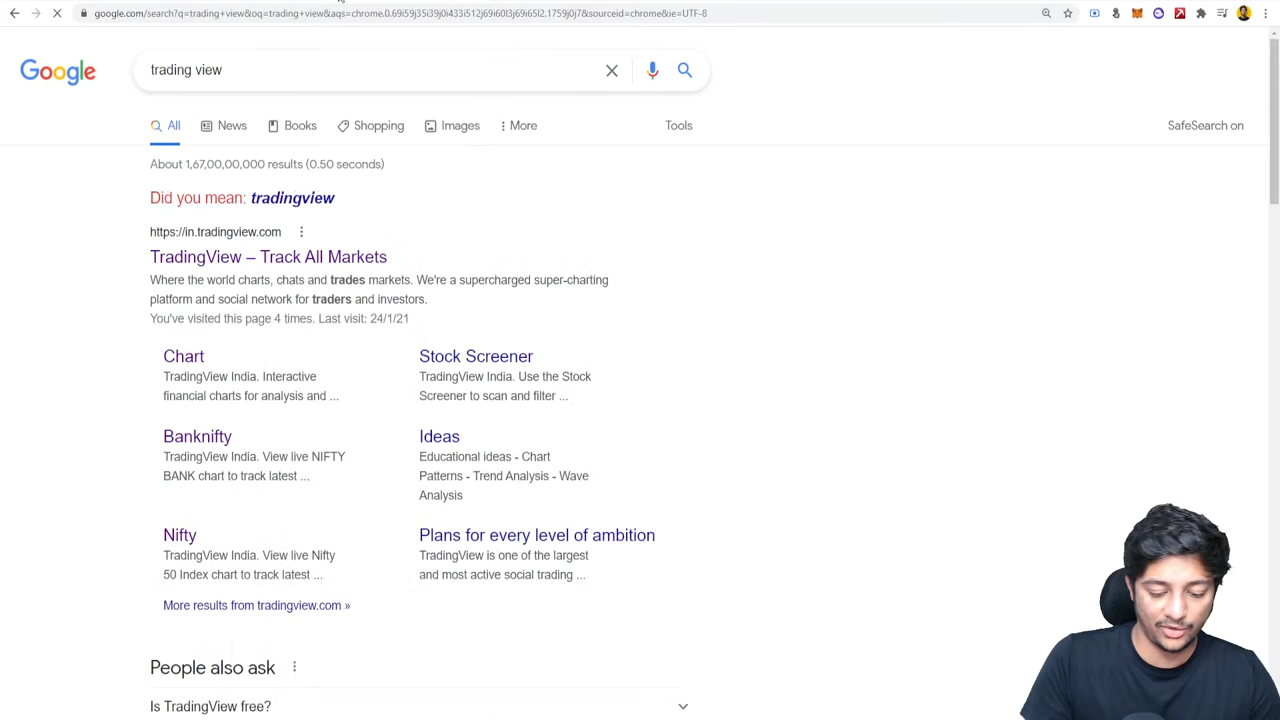 google.com/search?q=trading+view&oq=trading+view&aqs=chrome.0.69i59j35i39j0i433i512j69i60l3j69i65l2.1759j0j7&sourceid=chrome&ie=UTF-8
Google
trading view
All
News
Books
Shopping
Images
More
Tools
SafeSearch on
About 1,67,00,00,000 results (0.50 seconds)
Did you mean: tradingview
https://in.tradingview.com
TradingView – Track All Markets
Where the world charts, chats and trades markets. We're a supercharged super-charting
platform and social network for traders and investors.
You've visited this page 4 times. Last visit: 24/1/21
Chart
TradingView India. Interactive
financial charts for analysis and ...
Stock Screener
TradingView India. Use the Stock
Screener to scan and filter ...
Banknifty
TradingView India. View live NIFTY
BANK chart to track latest ...
Ideas
Educational ideas - Chart
Patterns - Trend Analysis - Wave
Analysis
Nifty
TradingView India. View live Nifty
50 Index chart to track latest ...
Plans for every level of ambition
TradingView is one of the largest
and most active social trading ...
More results from tradingview.com »
People also ask
Is TradingView free?